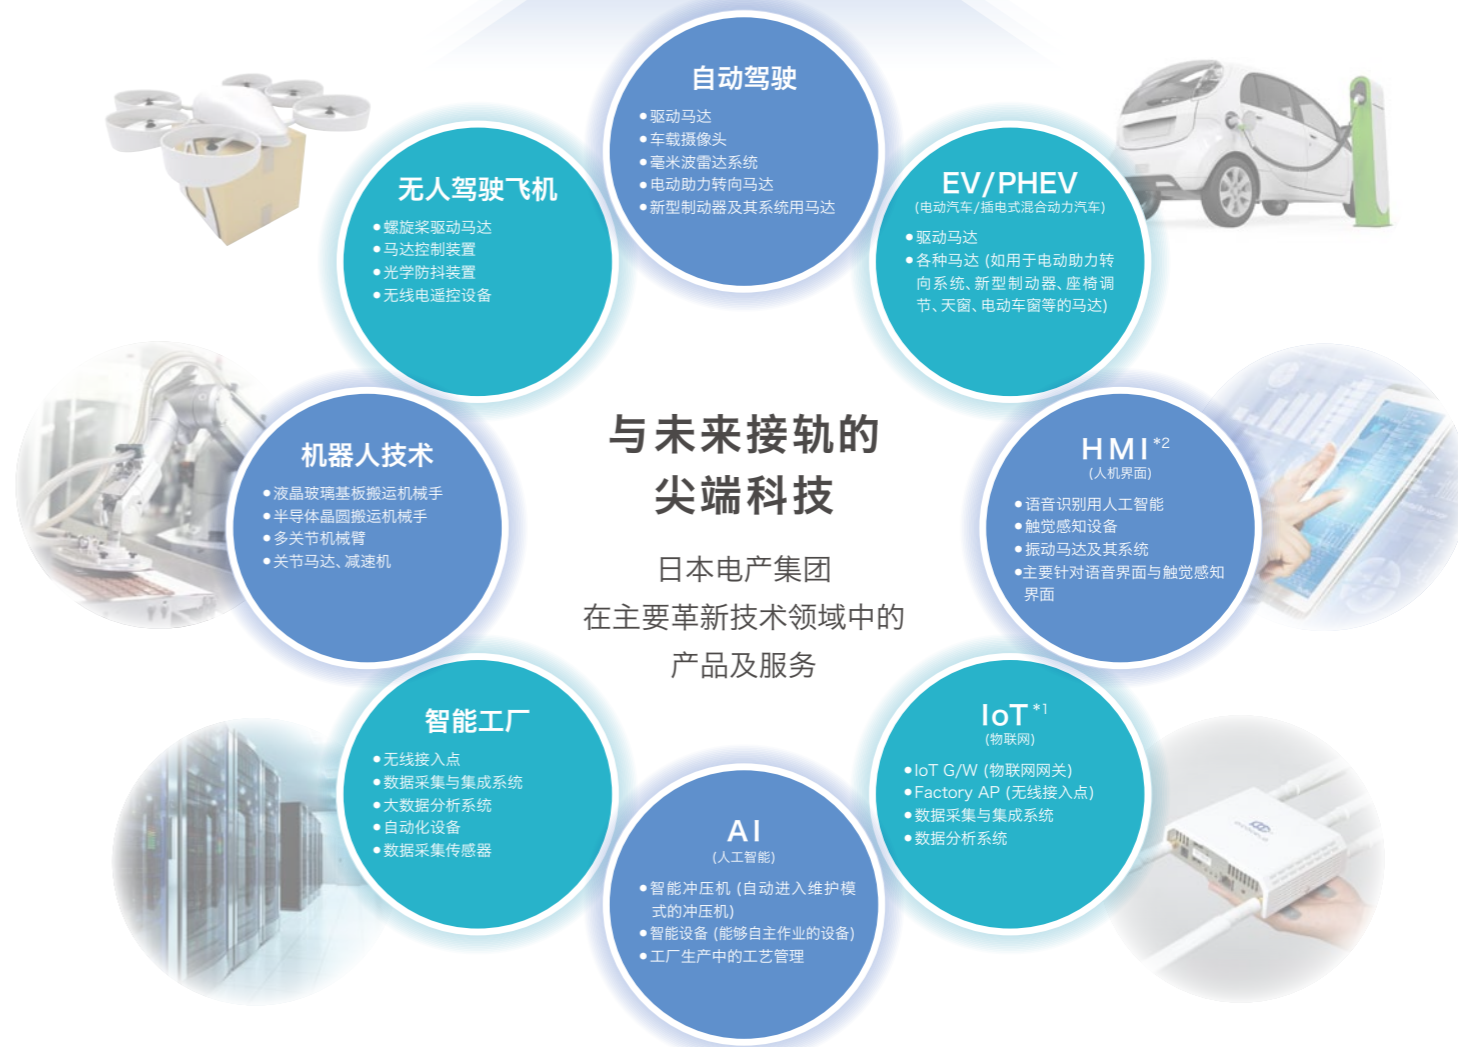 自动驾驶
●驱动马达
●车载摄像头
●毫米波雷达系统
●电动助力转向马达
●新型制动器及其系统用马达
无人驾驶飞机
●螺旋桨驱动马达
●马达控制装置
●光学防抖装置
●无线电遥控设备
EV/PHEV
(电动汽车/插电式混合动力汽车)
●驱动马达
●各种马达 (如用于电动助力转
向系统、新型制动器、座椅调
节、天窗、电动车窗等的马达)
与未来接轨的
尖端科技
日本电产集团
在主要革新技术领域中的
产品及服务
机器人技术
●液晶玻璃基板搬运机械手
●半导体晶圆搬运机械手
●多关节机械臂
●关节马达、减速机
HMI*2
(人机界面)
●语音识别用人工智能
●触觉感知设备
●振动马达及其系统
●主要针对语音界面与触觉感知
界面
智能工厂
●无线接入点
●数据采集与集成系统
●大数据分析系统
●自动化设备
●数据采集传感器
IoT*1
(物联网)
●IoT G/W (物联网网关)
●Factory AP (无线接入点)
●数据采集与集成系统
●数据分析系统
AI
(人工智能)
●智能冲压机 (自动进入维护模
式的冲压机)
●智能设备 (能够自主作业的设备)
●工厂生产中的工艺管理